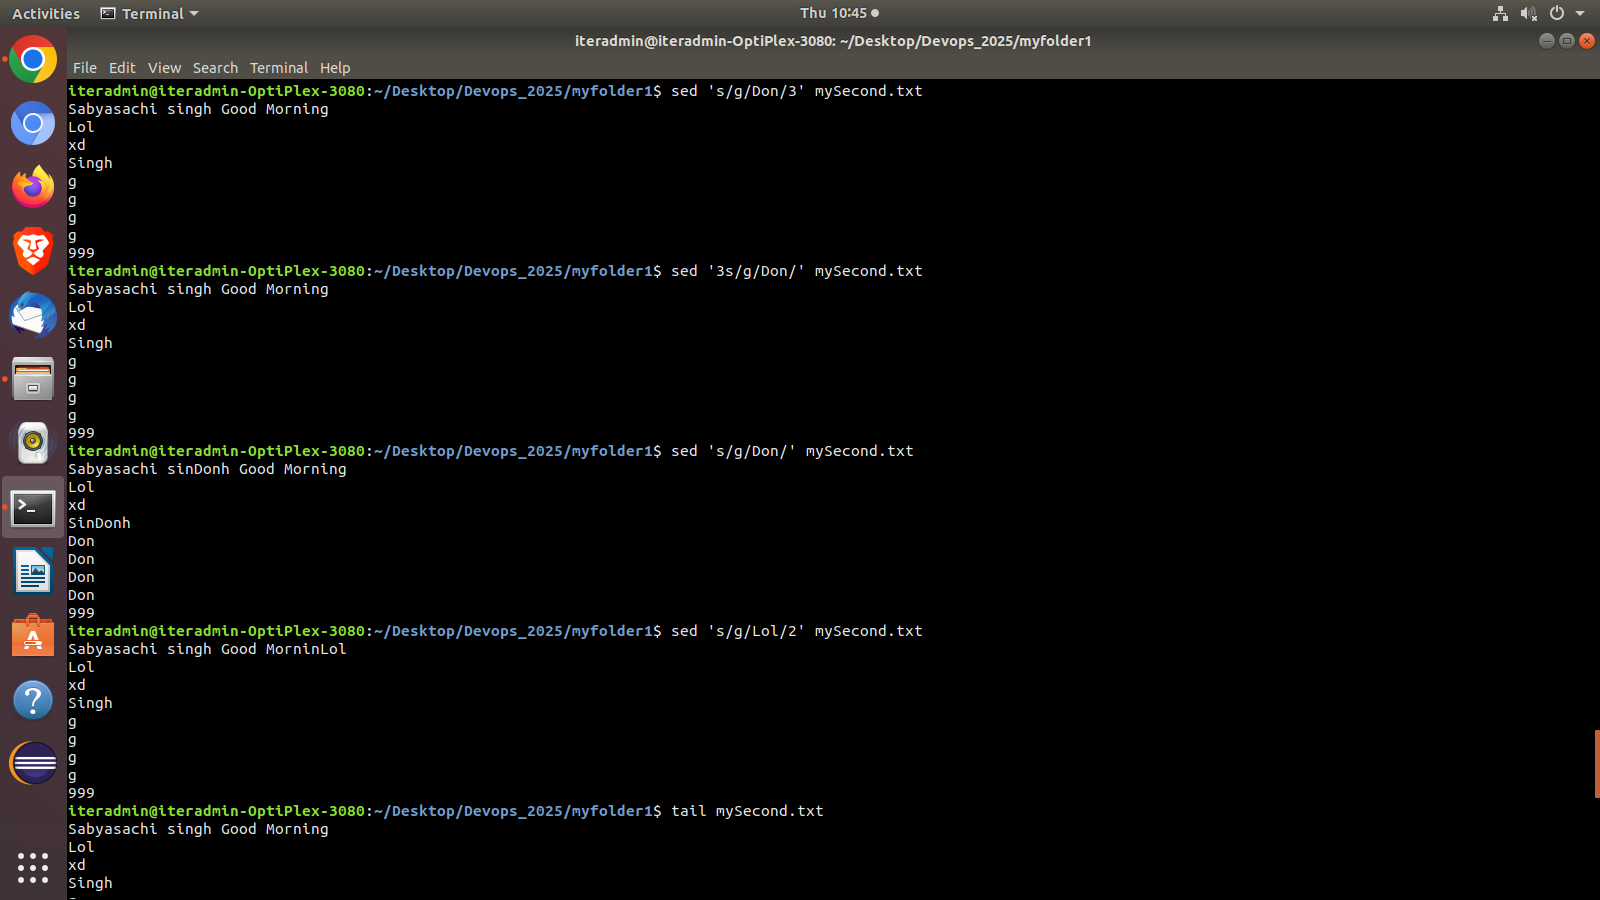 Activities
Terminal
Thu 10:45
iteradmin@iteradmin-OptiPlex-3080: ~/Desktop/Devops_2025/myfolder1
File Edit View Search Terminal Help
iteradmin@iteradmin-OptiPlex-3080:~/Desktop/Devops_2025/myfolder1$ sed 's/g/Don/3' mySecond.txt
Sabyasachi singh Good Morning
Lol
xd
Singh
g
g
g
g
999
iteradmin@iteradmin-OptiPlex-3080:~/Desktop/Devops_2025/myfolder1$ sed '3s/g/Don/' mySecond.txt
Sabyasachi singh Good Morning
Lol
xd
Singh
g
g
g
g
999
iteradmin@iteradmin-OptiPlex-3080:~/Desktop/Devops_2025/myfolder1$ sed 's/g/Don/' mySecond.txt
Sabyasachi sinDonh Good Morning
Lol
xd
SinDonh
Don
Don
Don
Don
999
iteradmin@iteradmin-OptiPlex-3080:~/Desktop/Devops_2025/myfolder1$ sed 's/g/Lol/2' mySecond.txt
Sabyasachi singh Good MorninLol
Lol
xd
Singh
g
g
g
g
999
iteradmin@iteradmin-OptiPlex-3080:~/Desktop/Devops_2025/myfolder1$ tail mySecond.txt
Sabyasachi singh Good Morning
Lol
xd
Singh